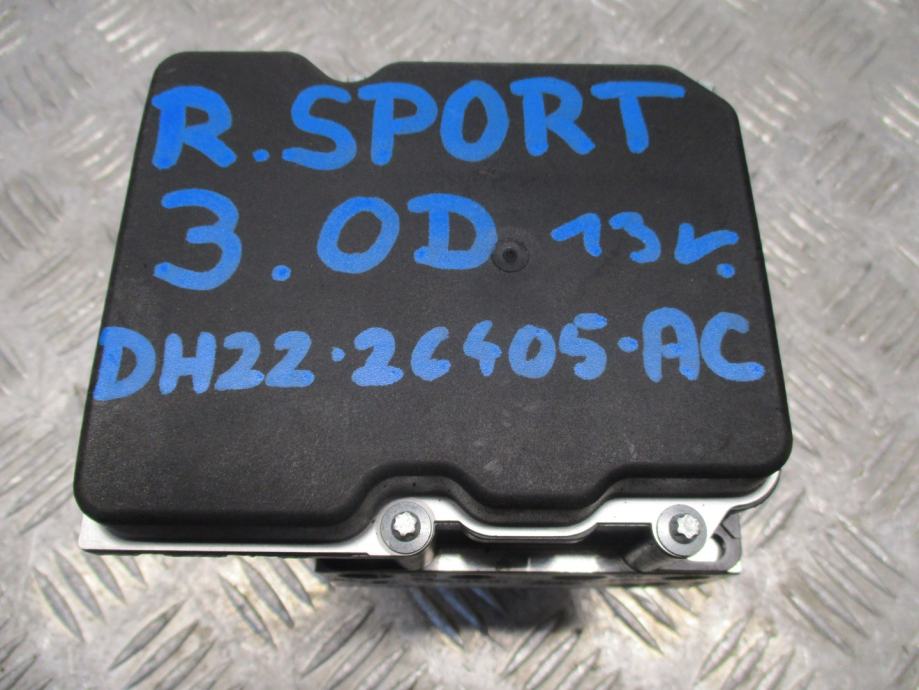 R.SPORT
3.0D 13r.
DH22-26405-AC